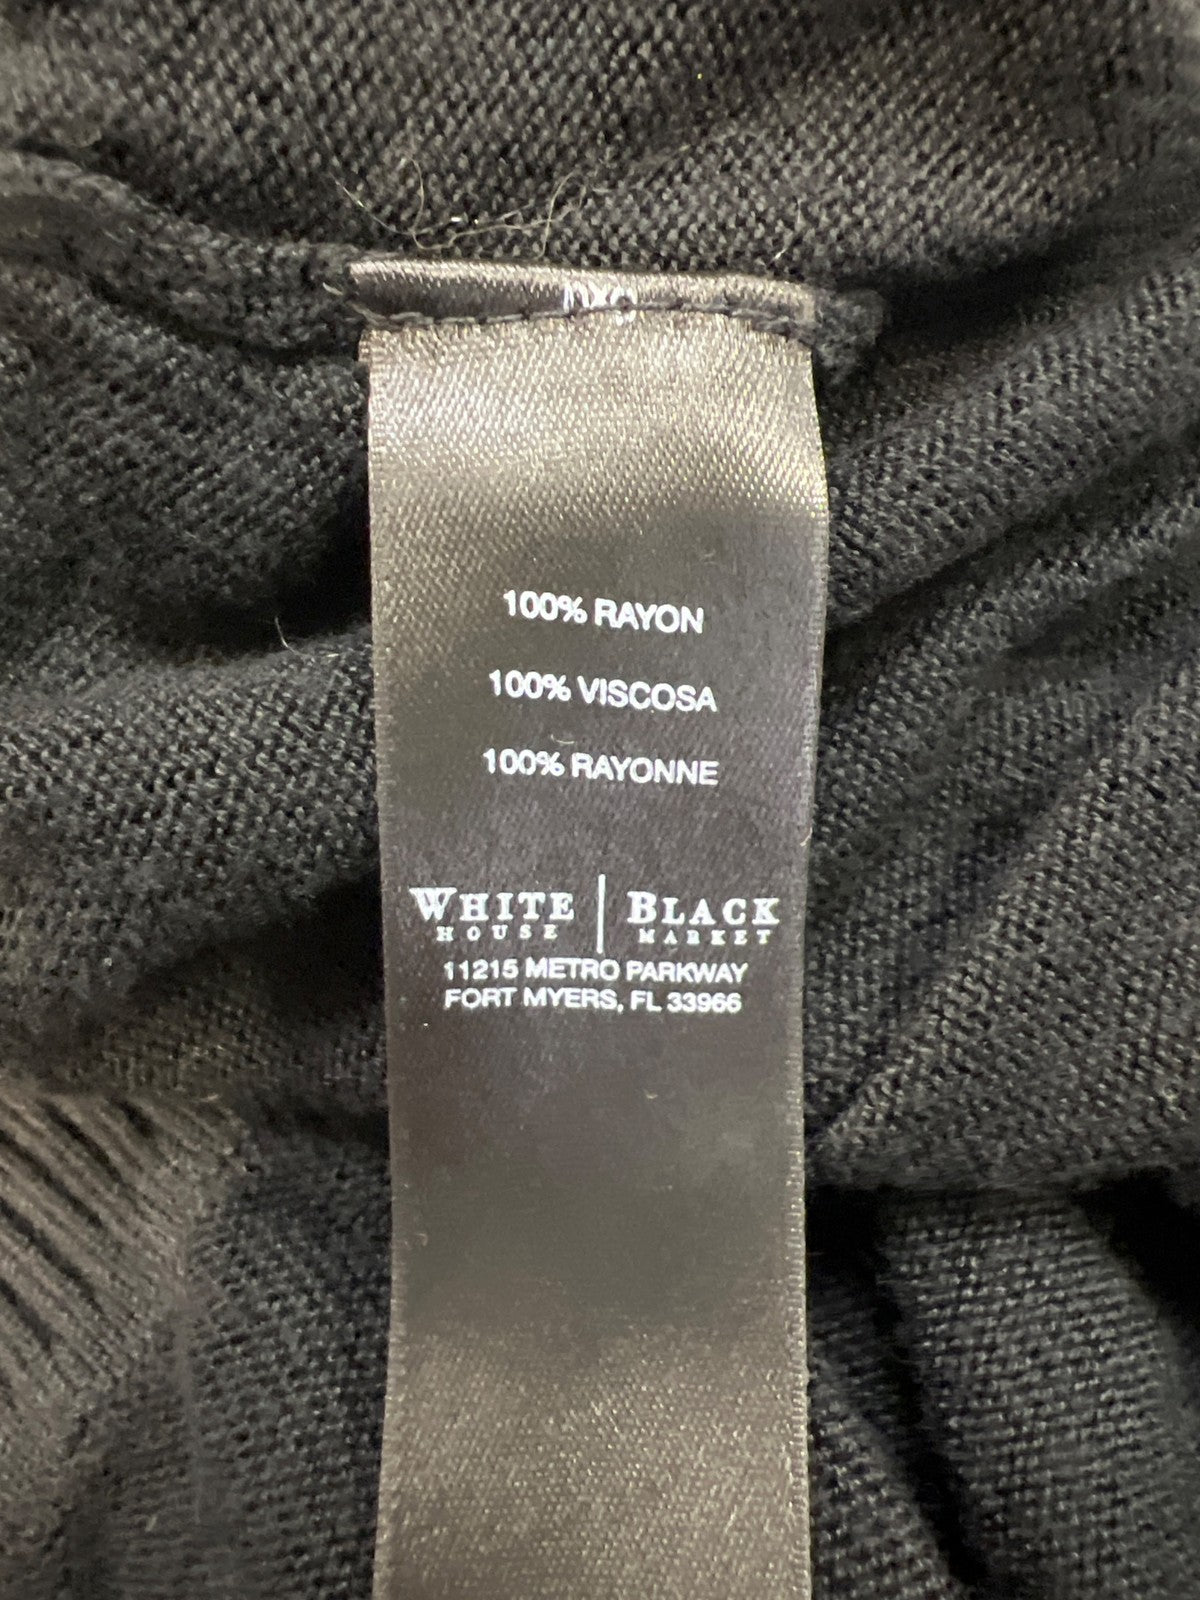 100% RAYON
100% VISCOSA
100% RAYONNE
WHITE | BLACK
HOUSE MARKET
11215 METRO PARKWAY
FORT MYERS, FL 33966